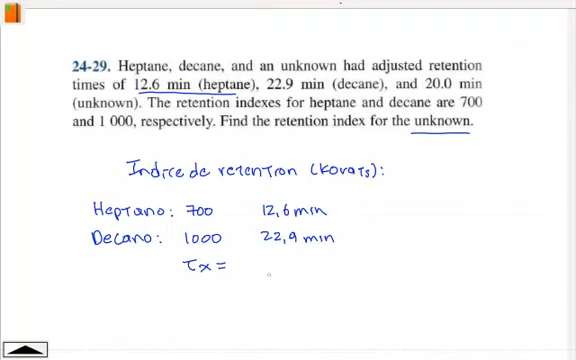 24-29. Heptane, decane, and an unknown had adjusted retention
times of 12.6 min (heptane), 22.9 min (decane), and 20.0 min
(unknown). The retention indexes for heptane and decane are 700
and 1 000, respectively. Find the retention index for the unknown.
Indice de retention (Kovats):
Heptano: 700 12,6 min
Decano: 1000 22,9 min
Ix =